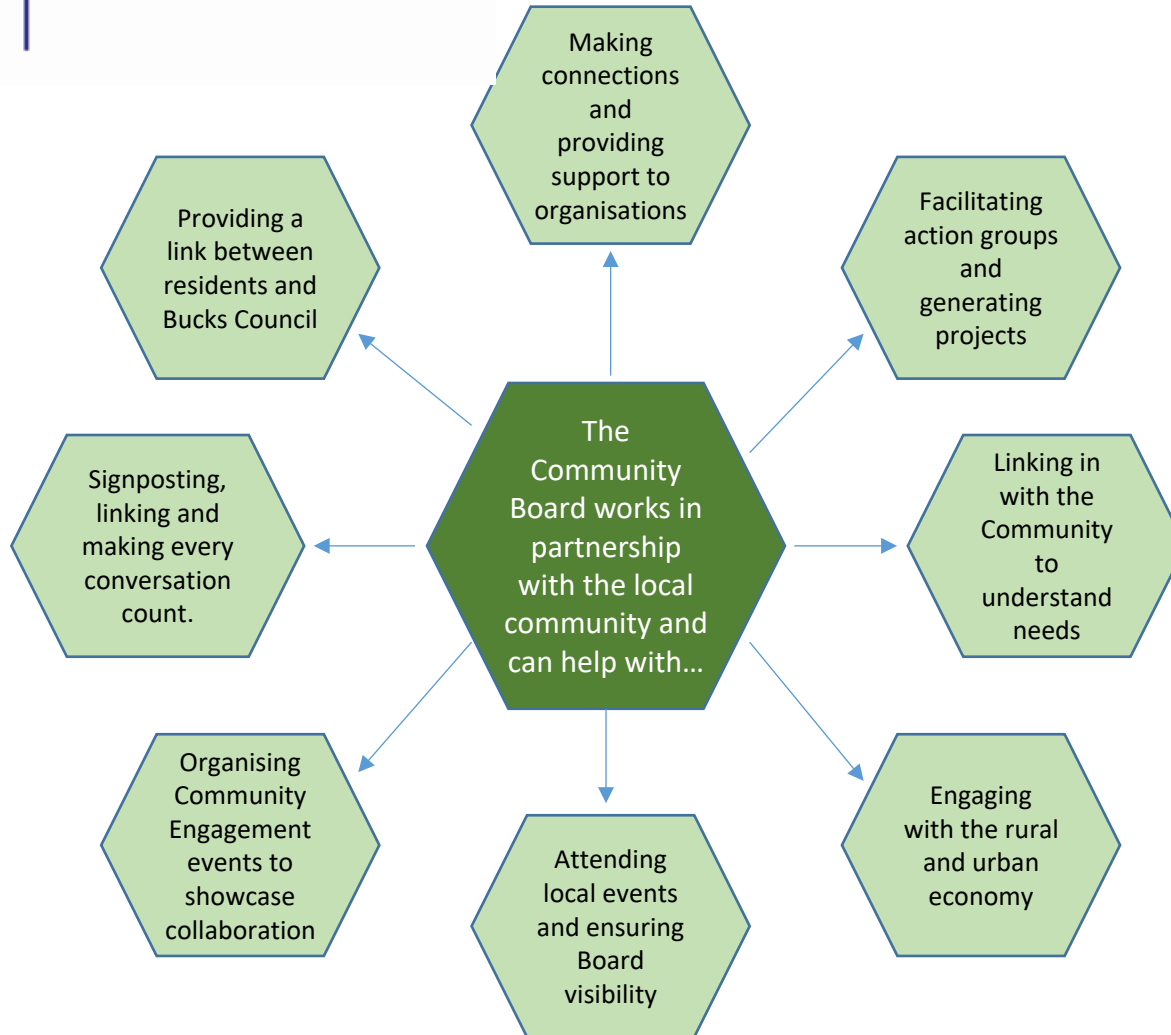 Making
connections
and
providing
support to
organisations
Providing a
link between
residents and
Bucks Council
Facilitating
action groups
and
generating
projects
The
Community
Board works in
partnership
with the local
community and
can help with…
Signposting,
linking and
making every
conversation
count.
Linking in
with the
Community
to
understand
needs
Organising
Community
Engagement
events to
showcase
collaboration
Attending
local events
and ensuring
Board
visibility
Engaging
with the rural
and urban
economy